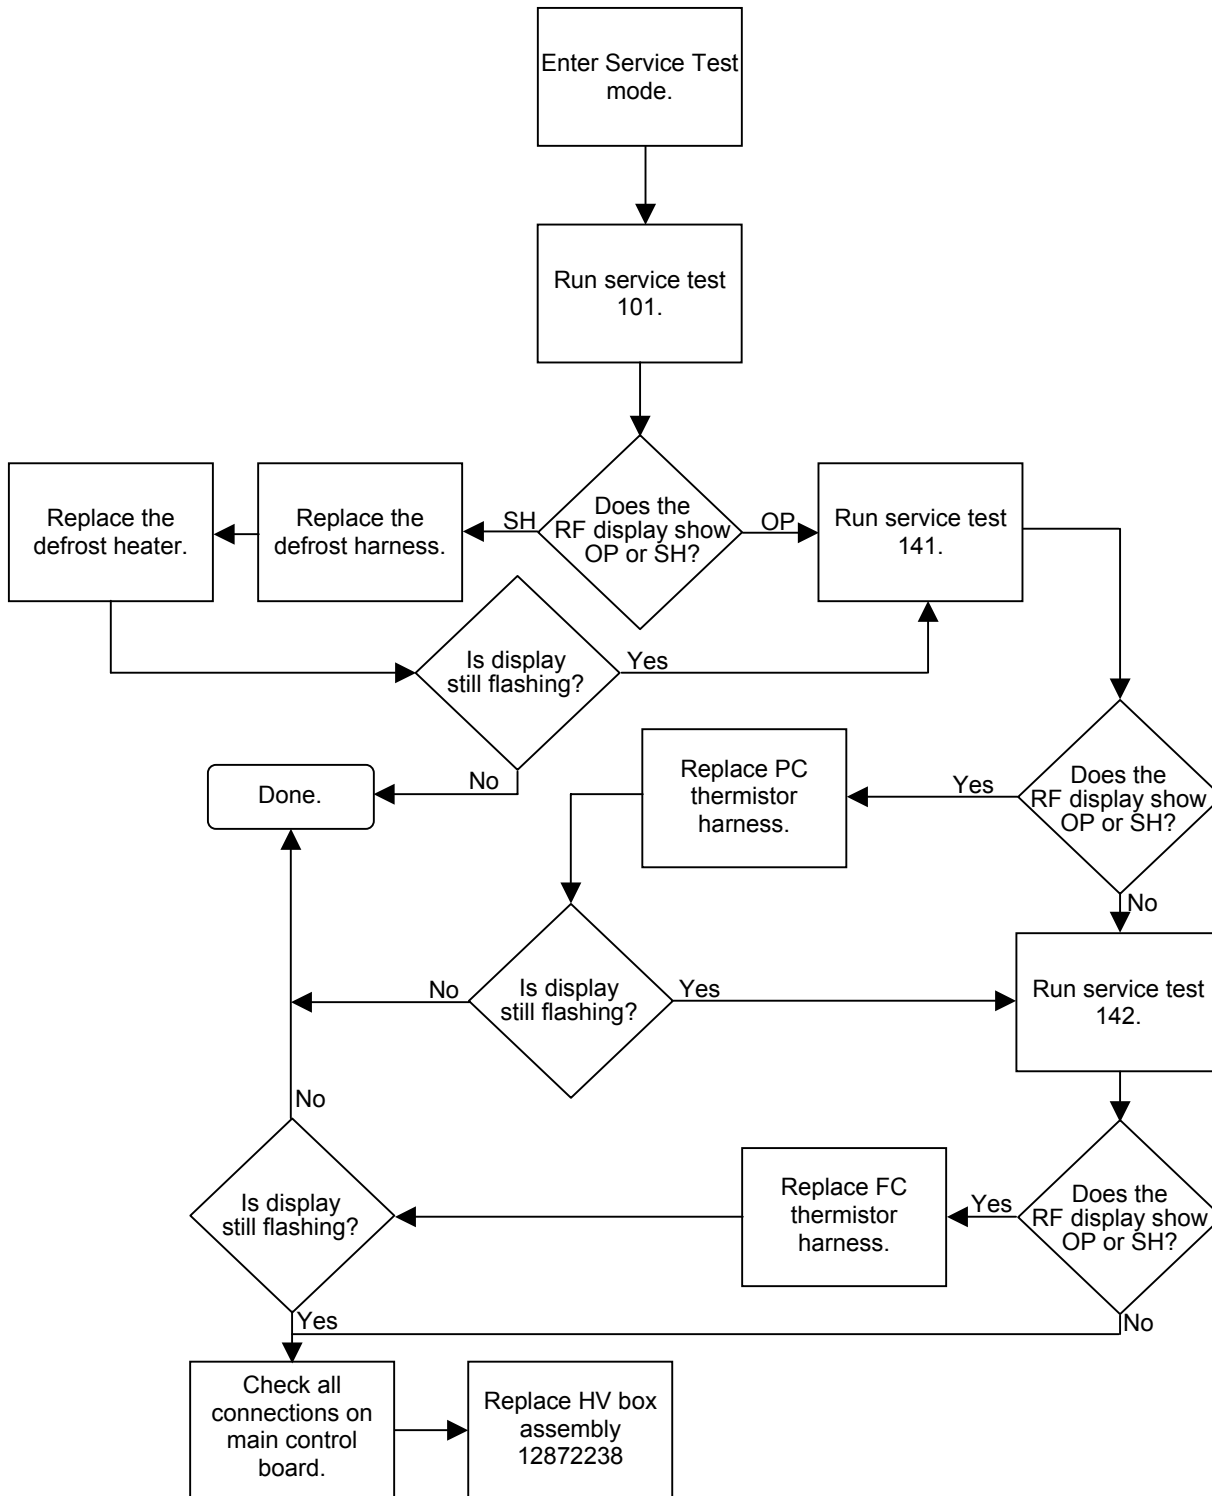 Enter Service Test
mode.
Run service test
101.
Does the
RF display show
OP or SH?
SH
OP
Replace the
defrost heater.
Replace the
defrost harness.
Run service test
141.
Is display
still flashing?
Yes
No
Done.
Replace PC
thermistor
harness.
Yes
Does the
RF display show
OP or SH?
No
Is display
still flashing?
No
Yes
Run service test
142.
No
Is display
still flashing?
Replace FC
thermistor
harness.
Yes
Does the
RF display show
OP or SH?
Yes
No
Check all
connections on
main control
board.
Replace HV box
assembly
12872238